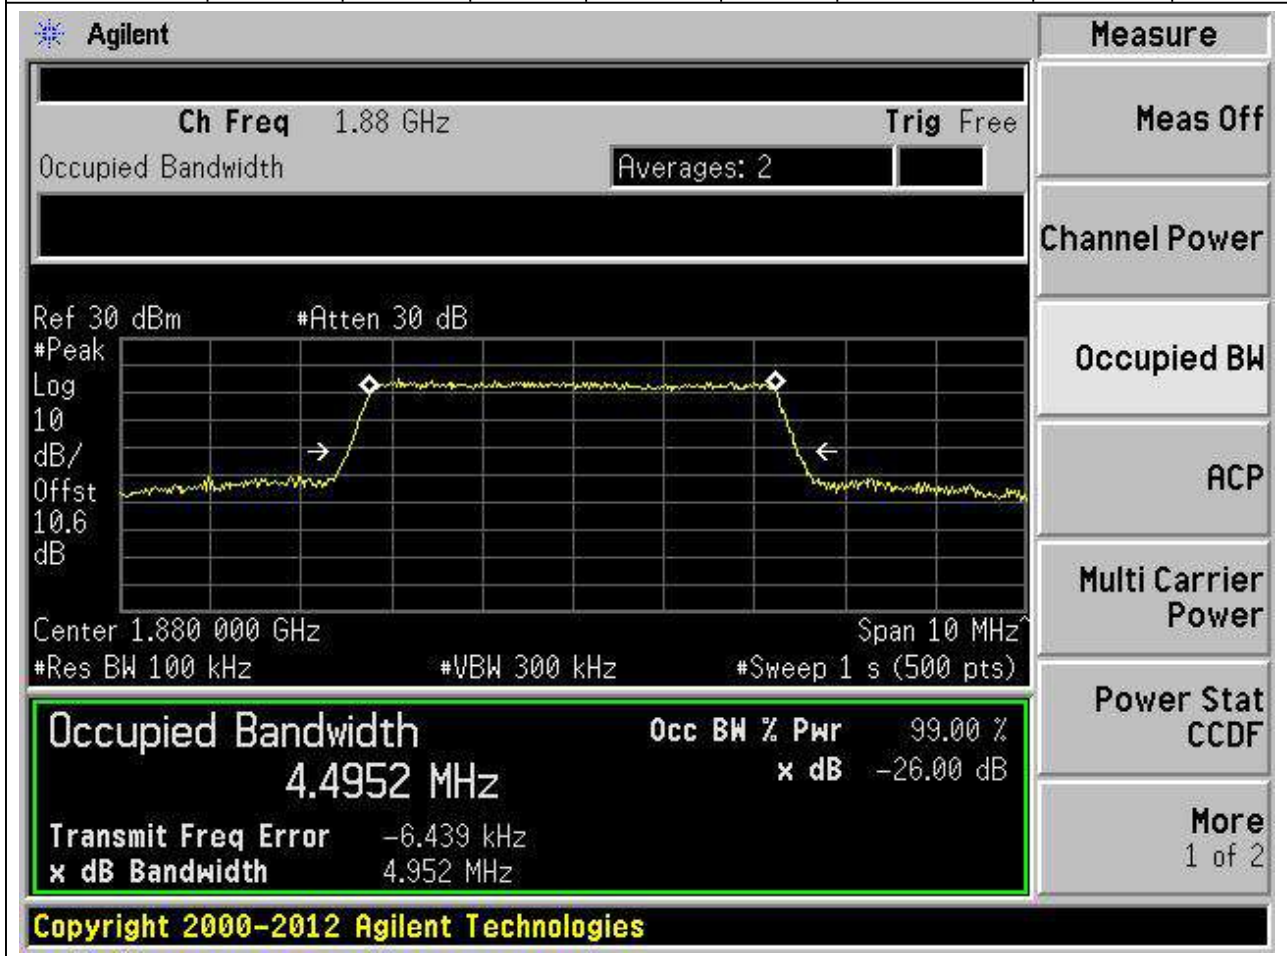 Agilent
Measure
Ch Freq 1.88 GHz Trig Free
Occupied Bandwidth Averages: 2
Meas Off
Channel Power
Occupied BW
ACP
Multi Carrier
Power
Power Stat
CCDF
More
1 of 2
Ref 30 dBm #Atten 30 dB
#Peak
Log
10
dB/
Offst
10.6
dB
Center 1.880 000 GHz Span 10 MHz^
#Res BW 100 kHz #VBW 300 kHz #Sweep 1 s (500 pts)
Occupied Bandwidth Occ BW % Pwr 99.00 %
4.4952 MHz x dB -26.00 dB
Transmit Freq Error -6.439 kHz
x dB Bandwidth 4.952 MHz
Copyright 2000-2012 Agilent Technologies